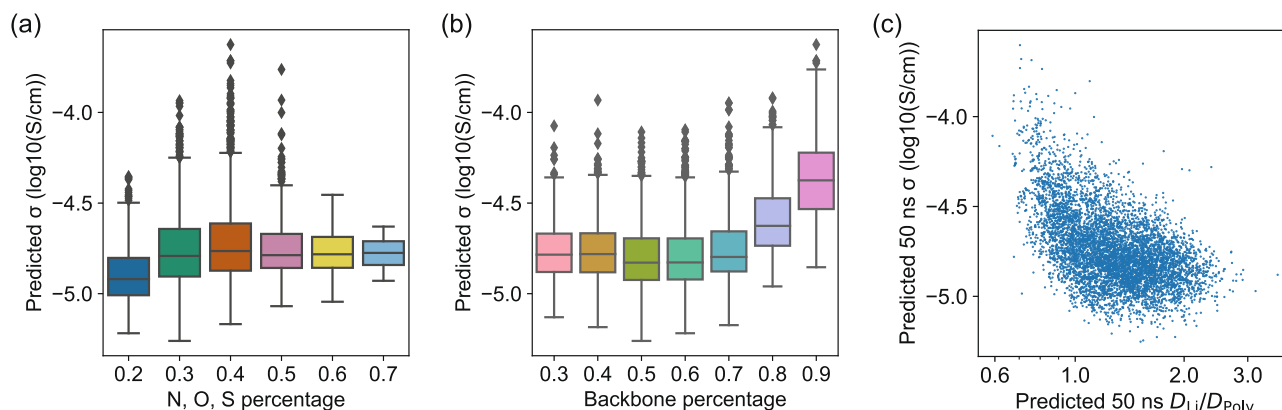 (a)
Predicted σ (log10(S/cm))
−4.0
−4.5
−5.0
0.2 0.3 0.4 0.5 0.6 0.7
N, O, S percentage
(b)
Predicted σ (log10(S/cm))
−4.0
−4.5
−5.0
0.3 0.4 0.5 0.6 0.7 0.8 0.9
Backbone percentage
(c)
Predicted 50 ns σ (log10(S/cm))
−4.0
−4.5
−5.0
0.6 1.0 2.0 3.0
Predicted 50 ns D_Li/D_Poly